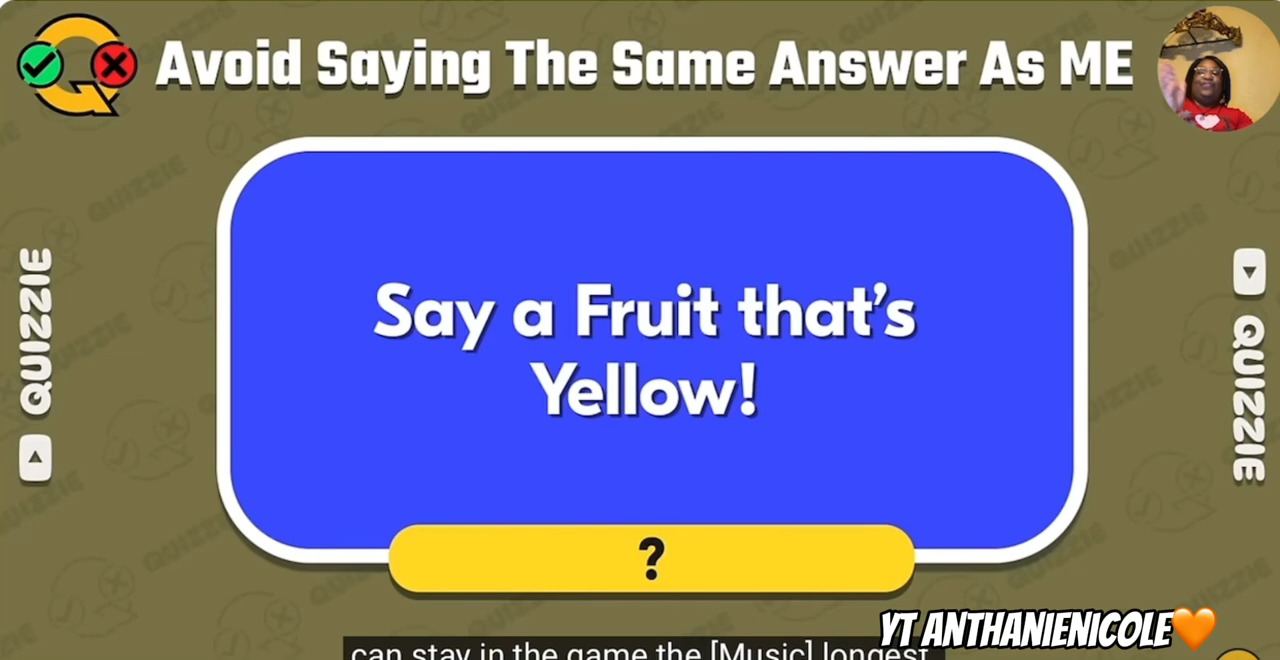 Avoid Saying The Same Answer As ME
QUIZZIE
QUIZZIE
Say a Fruit that's
Yellow!
?
YT ANTHANIENICOLE🧡
can stay in the game the [Music] longest